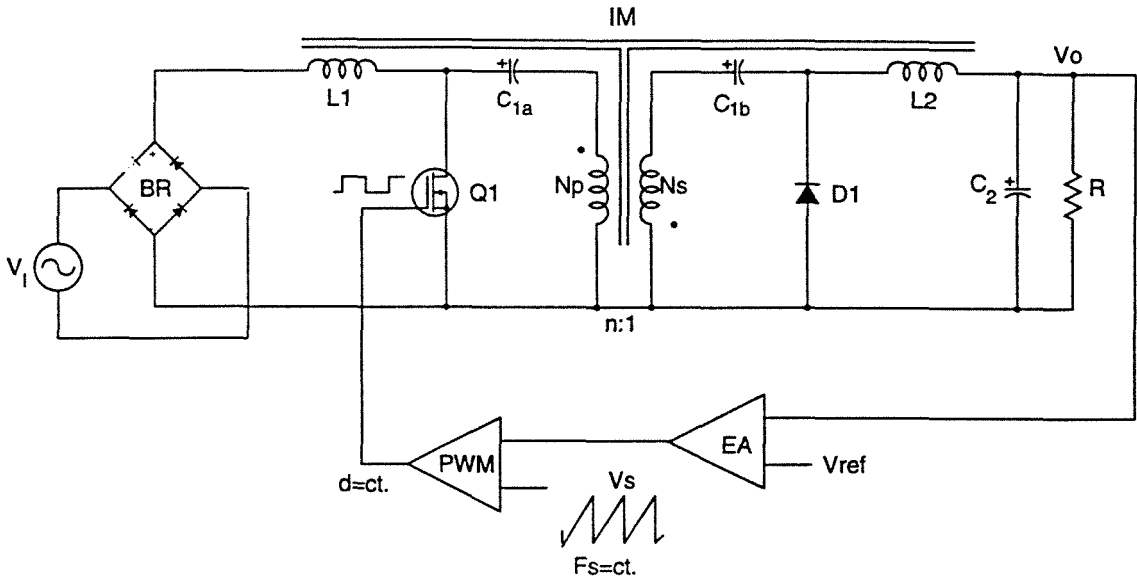 IM
Vo
L1
C1a
C1b
L2
BR
Q1
Np
Ns
D1
C2
R
VI
n:1
PWM
EA
Vref
d=ct.
Vs
Fs=ct.